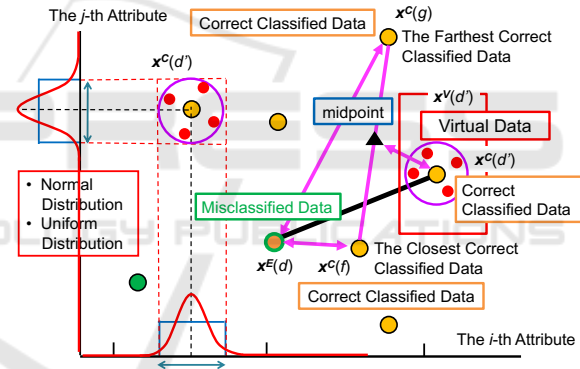 The j-th Attribute
Correct Classified Data
x^C(g)
The Farthest Correct
Classified Data
x^C(d')
midpoint
x^V(d')
Virtual Data
x^C(d')
Correct
Classified Data
• Normal
Distribution
• Uniform
Distribution
Misclassified Data
x^E(d)
x^C(f)
The Closest Correct
Classified Data
Correct Classified Data
The i-th Attribute